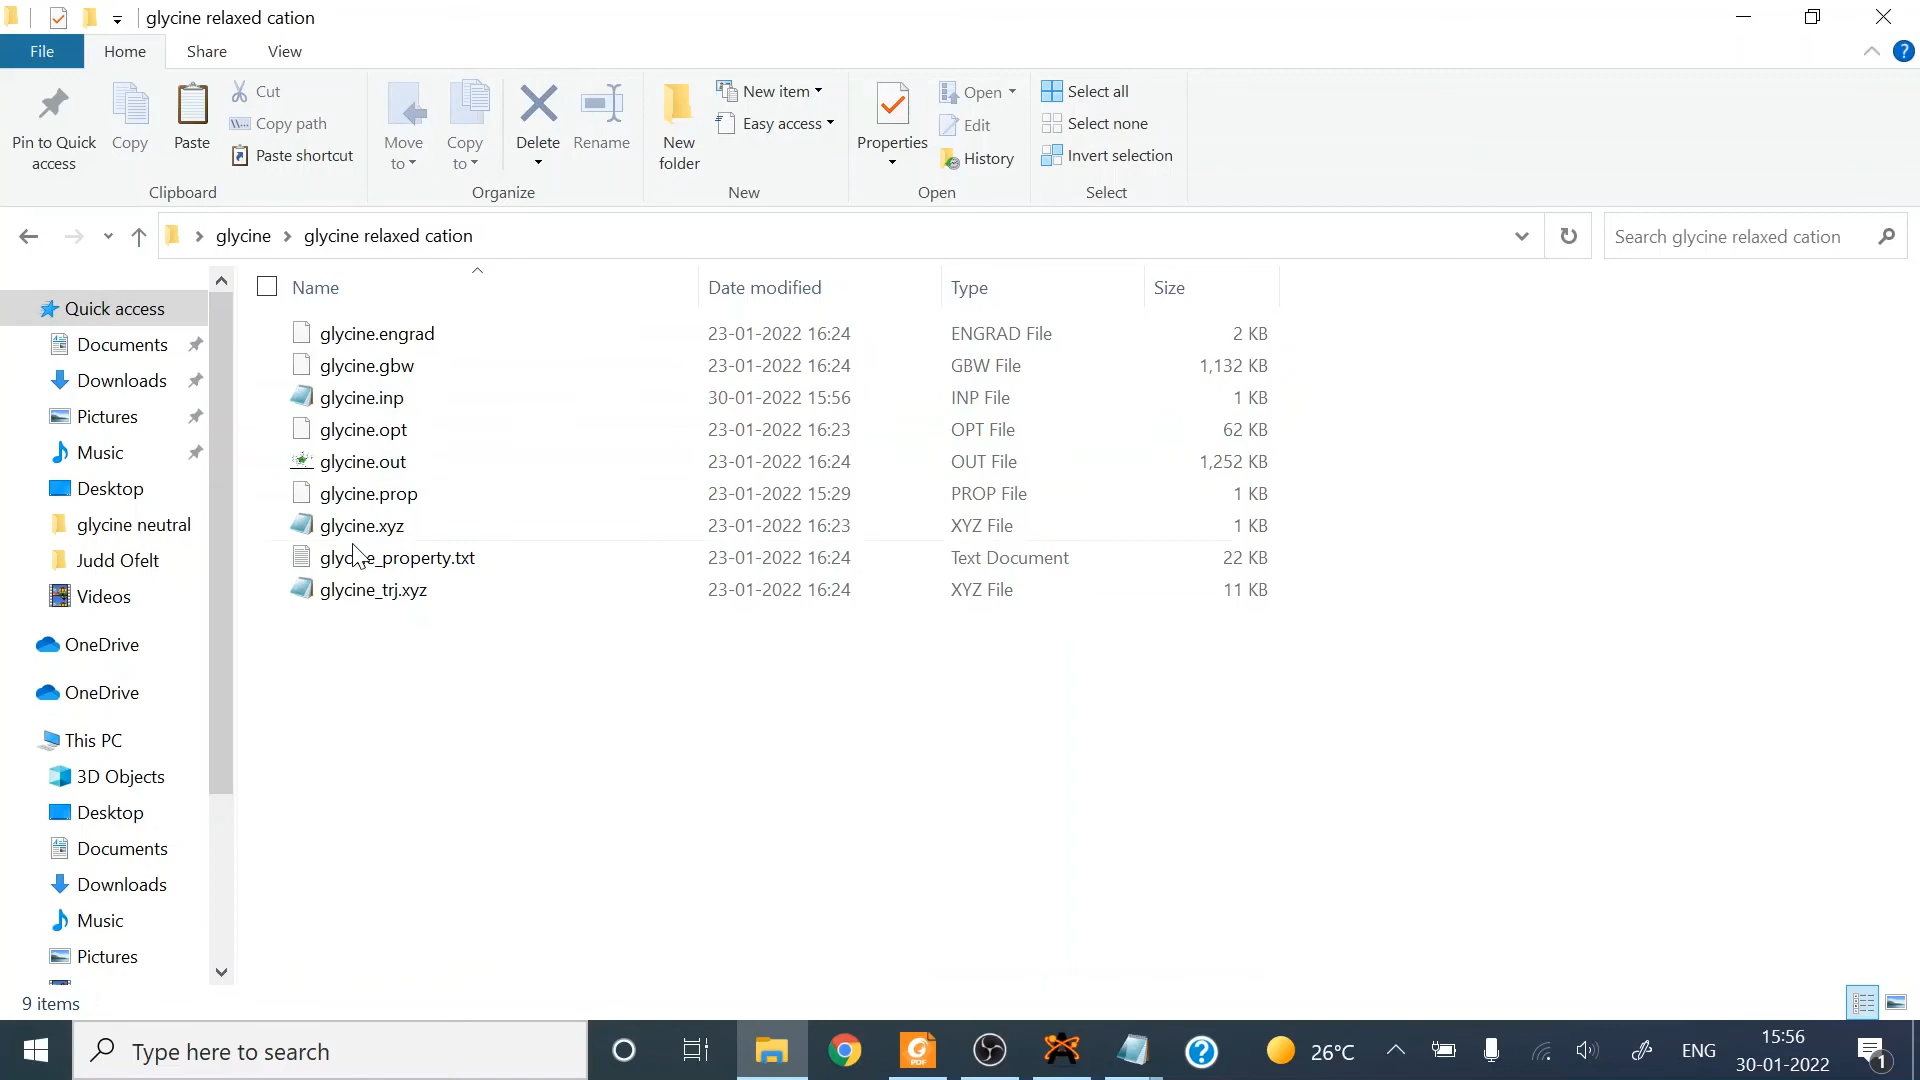 glycine relaxed cation
File
Home
Share
View
Pin to Quick access
Copy
Paste
Cut
Copy path
Paste shortcut
Clipboard
Move to
Copy to
Delete
Rename
Organize
New folder
New item
Easy access
New
Properties
Open
Edit
History
Open
Select all
Select none
Invert selection
Select
glycine
glycine relaxed cation
Search glycine relaxed cation
Name Date modified Type Size
glycine.engrad 23-01-2022 16:24 ENGRAD File 2 KB
glycine.gbw 23-01-2022 16:24 GBW File 1,132 KB
glycine.inp 30-01-2022 15:56 INP File 1 KB
glycine.opt 23-01-2022 16:23 OPT File 62 KB
glycine.out 23-01-2022 16:24 OUT File 1,252 KB
glycine.prop 23-01-2022 15:29 PROP File 1 KB
glycine.xyz 23-01-2022 16:23 XYZ File 1 KB
glycine_property.txt 23-01-2022 16:24 Text Document 22 KB
glycine_trj.xyz 23-01-2022 16:24 XYZ File 11 KB
Quick access
Documents
Downloads
Pictures
Music
Desktop
glycine neutral
Judd Ofelt
Videos
OneDrive
OneDrive
This PC
3D Objects
Desktop
Documents
Downloads
Music
Pictures
9 items
Type here to search
PDF
26°C
ENG
15:56
30-01-2022
1